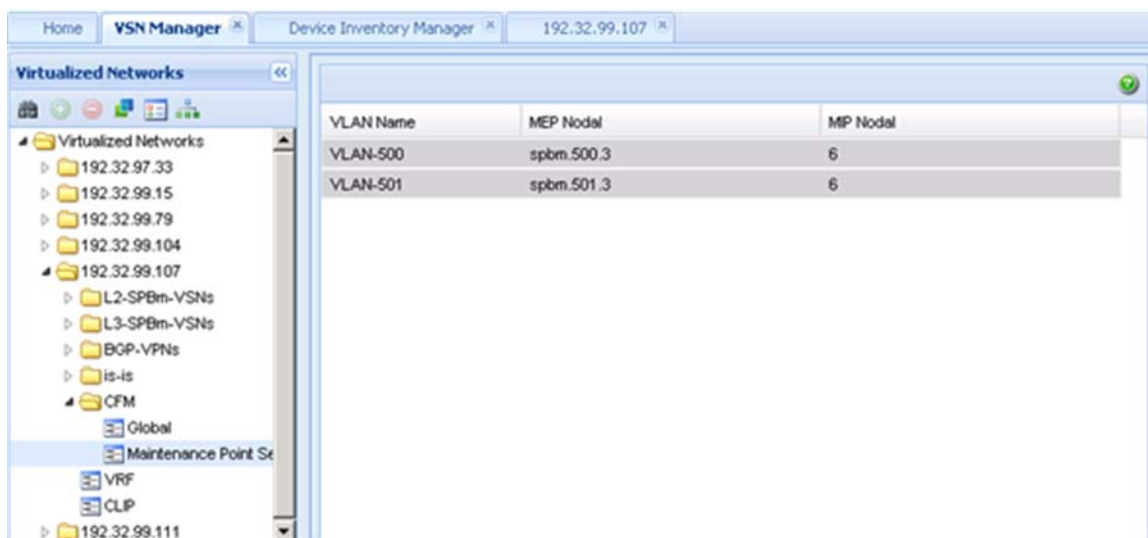 Home VSN Manager Device Inventory Manager 192.32.99.107
Virtualized Networks
VLAN Name MEP Nodal MIP Nodal
VLAN-500 spbm.500.3 6
VLAN-501 spbm.501.3 6
Virtualized Networks
192.32.97.33
192.32.99.15
192.32.99.79
192.32.99.104
192.32.99.107
L2-SPBm-VSNs
L3-SPBm-VSNs
BGP-VPNs
is-is
CFM
Global
Maintenance Point Se
VRF
CLIP
192.32.99.111